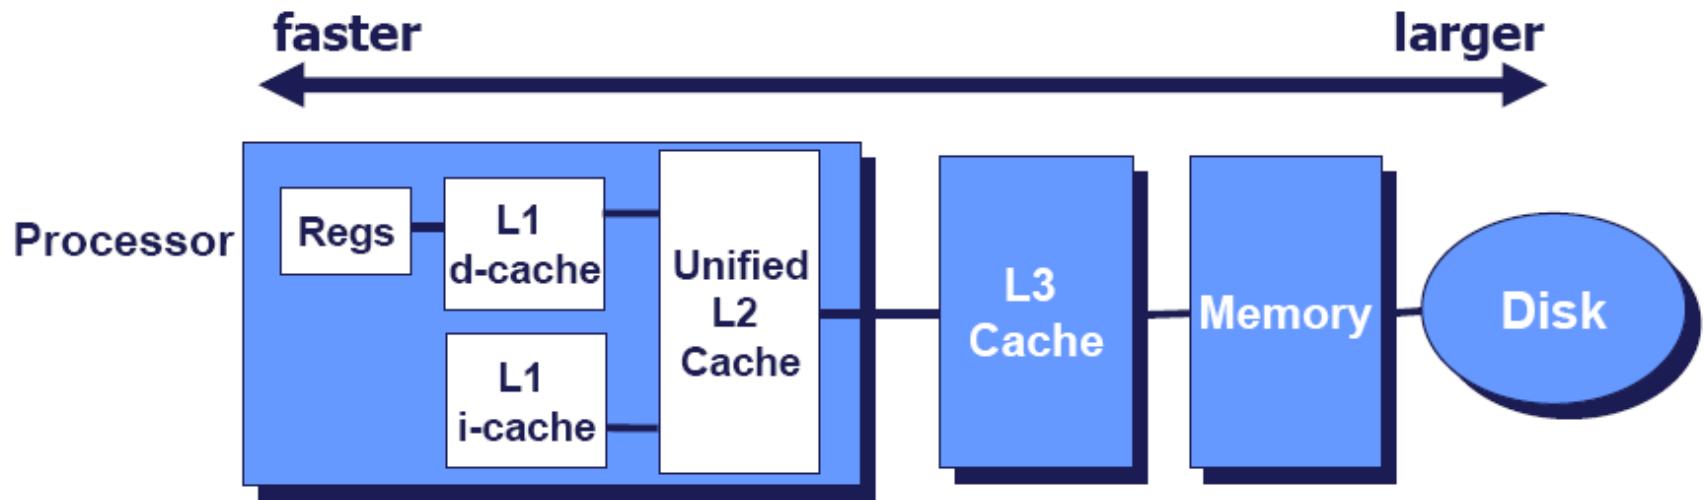 faster
larger
Processor
Regs
L1
d-cache
L1
i-cache
Unified
L2
Cache
L3
Cache
Memory
Disk